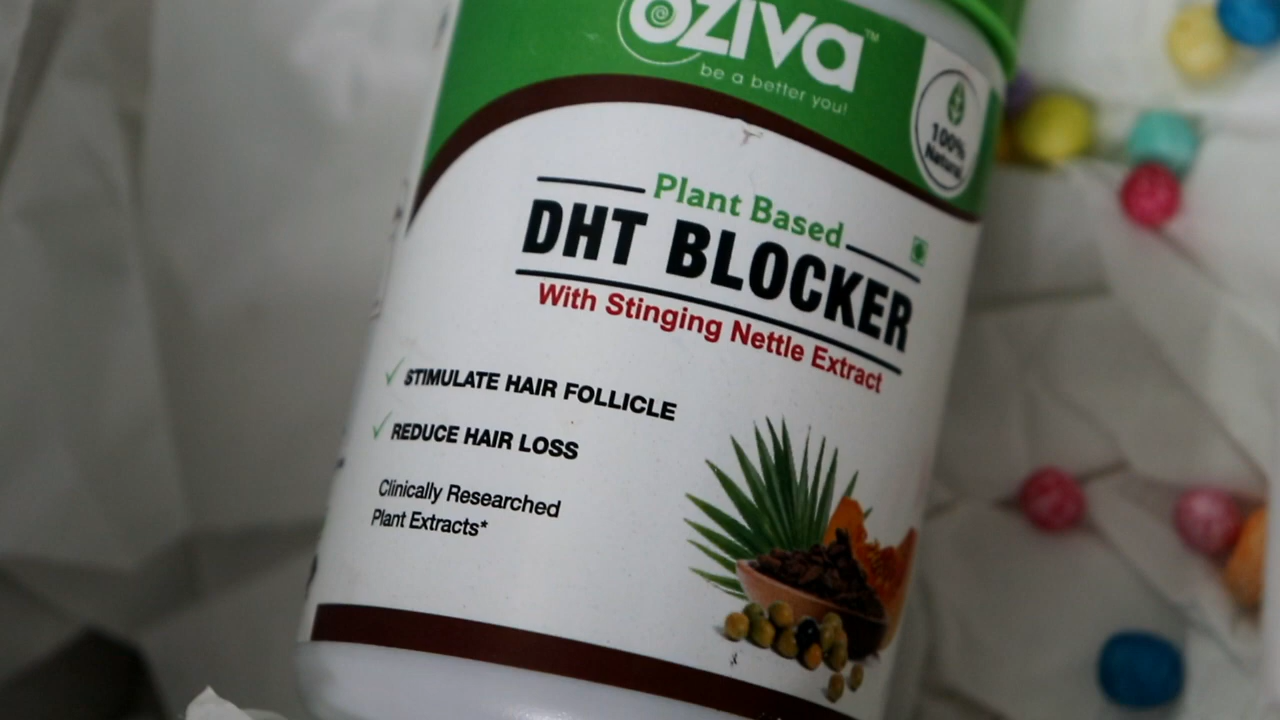 OZIVA™
be a better you!
100%
Natural
Plant Based
DHT BLOCKER
With Stinging Nettle Extract
STIMULATE HAIR FOLLICLE
REDUCE HAIR LOSS
Clinically Researched
Plant Extracts*